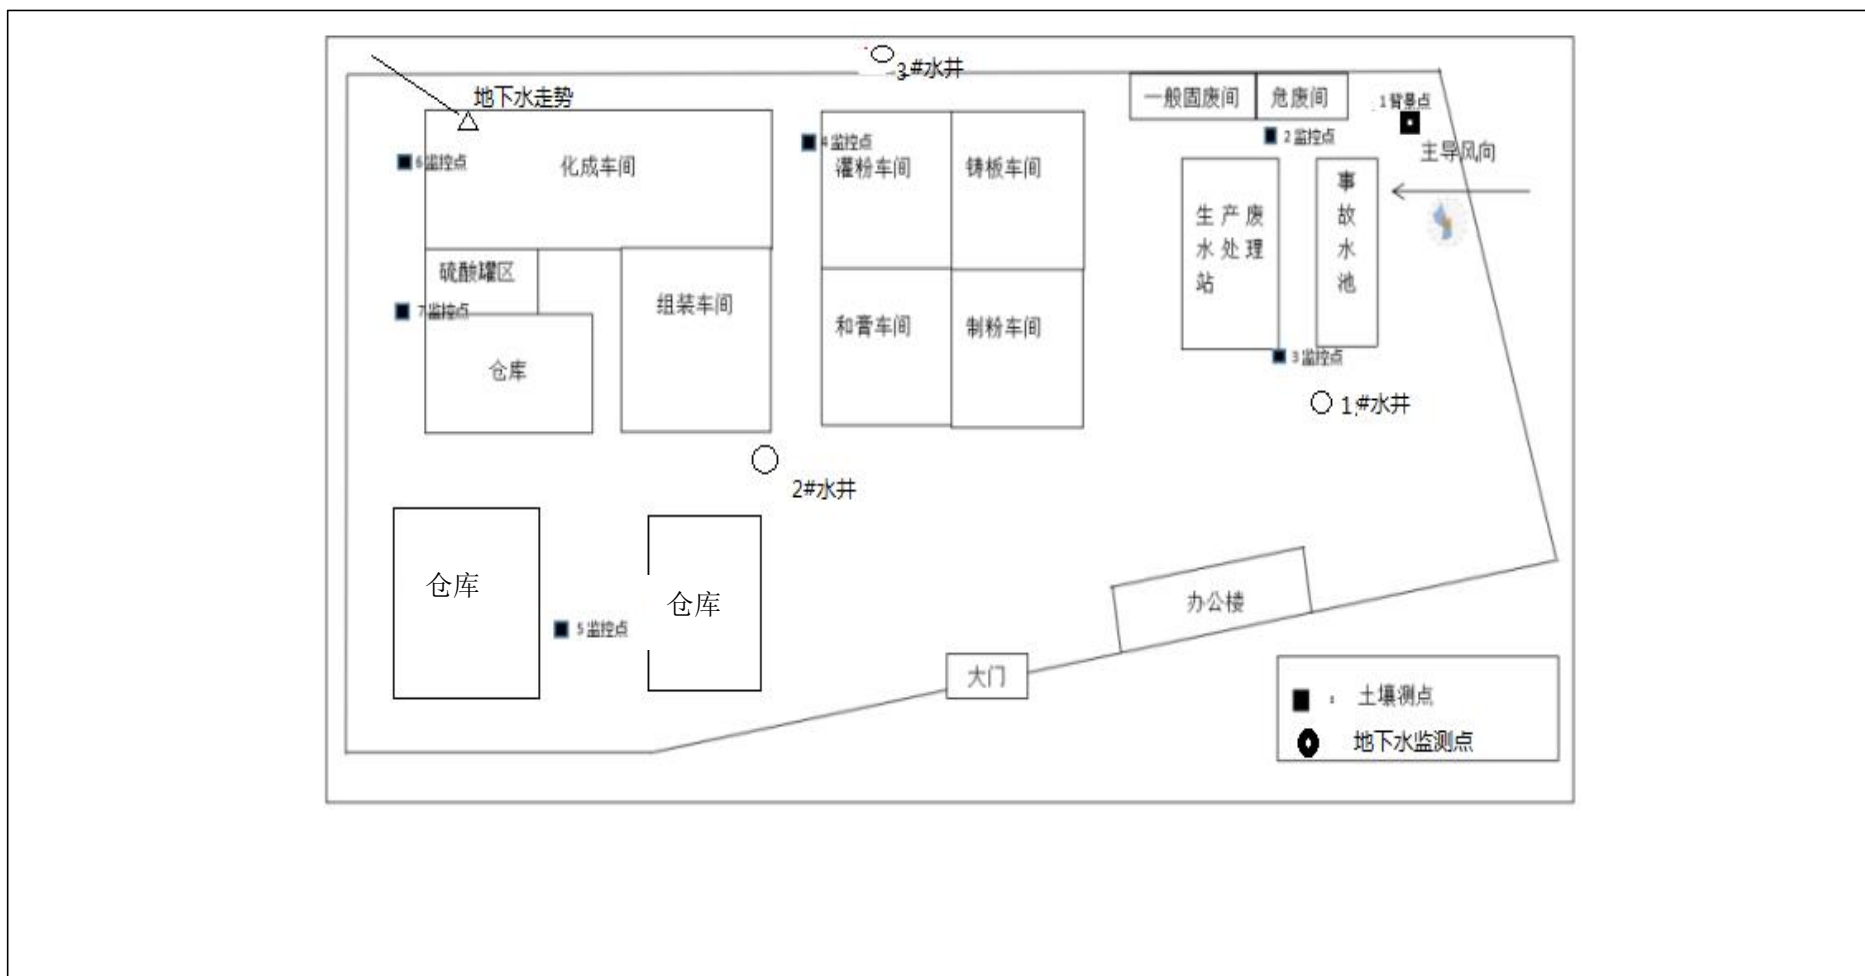 3.#水井
地下水走势
一般固废间
危废间
1背景点
2监控点
主导风向
6监控点
化成车间
4监控点
灌粉车间
铸板车间
生产废
水处理
站
事
故
水
池
硫酸罐区
7监控点
组装车间
和膏车间
制粉车间
3监控点
仓库
1.#水井
2#水井
仓库
仓库
5监控点
办公楼
大门
土壤测点
地下水监测点